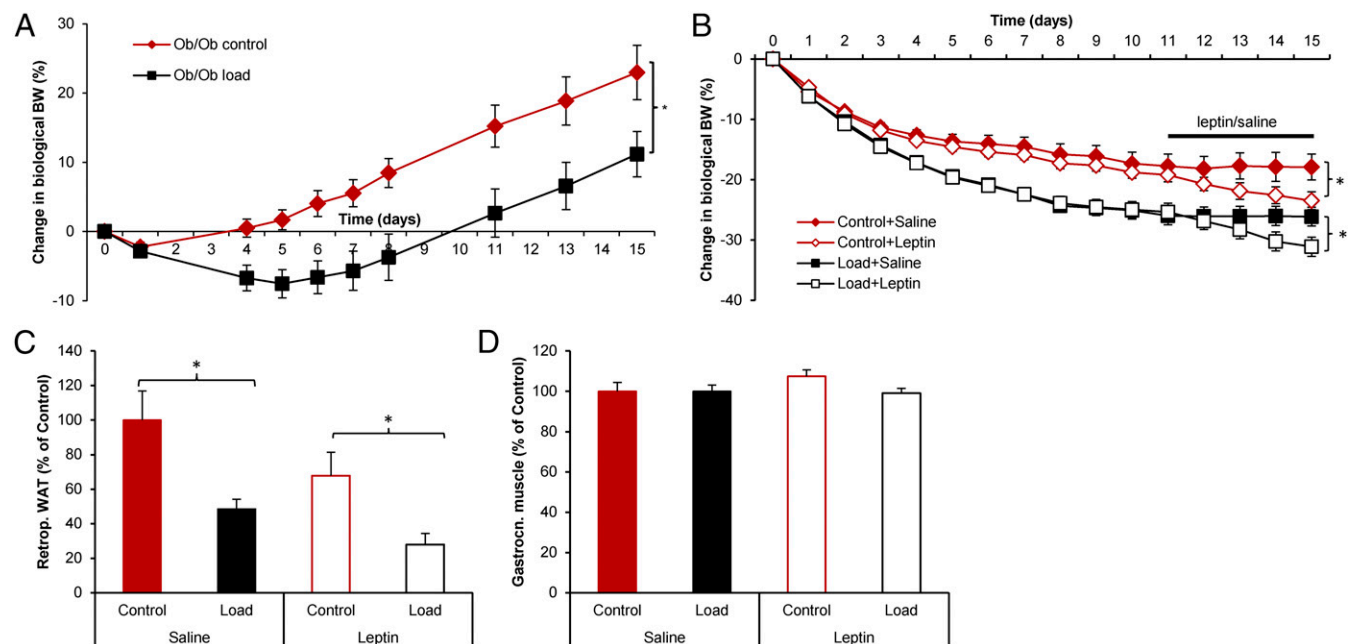 A
Change in biological BW (%)
30
20
10
0
-10
Ob/Ob control
Ob/Ob load
*
Time (days)
0 1 2 3 4 5 6 7 8 9 10 11 12 13 14 15
B
Time (days)
0 1 2 3 4 5 6 7 8 9 10 11 12 13 14 15
Change in biological BW (%)
0
-10
-20
-30
-40
leptin/saline
*
*
Control+Saline
Control+Leptin
Load+Saline
Load+Leptin
C
Retrop. WAT (% of Control)
140
120
100
80
60
40
20
0
*
*
Control Load Control Load
Saline Leptin
D
Gastrocn. muscle (% of Control)
120
100
80
60
40
20
0
Control Load Control Load
Saline Leptin